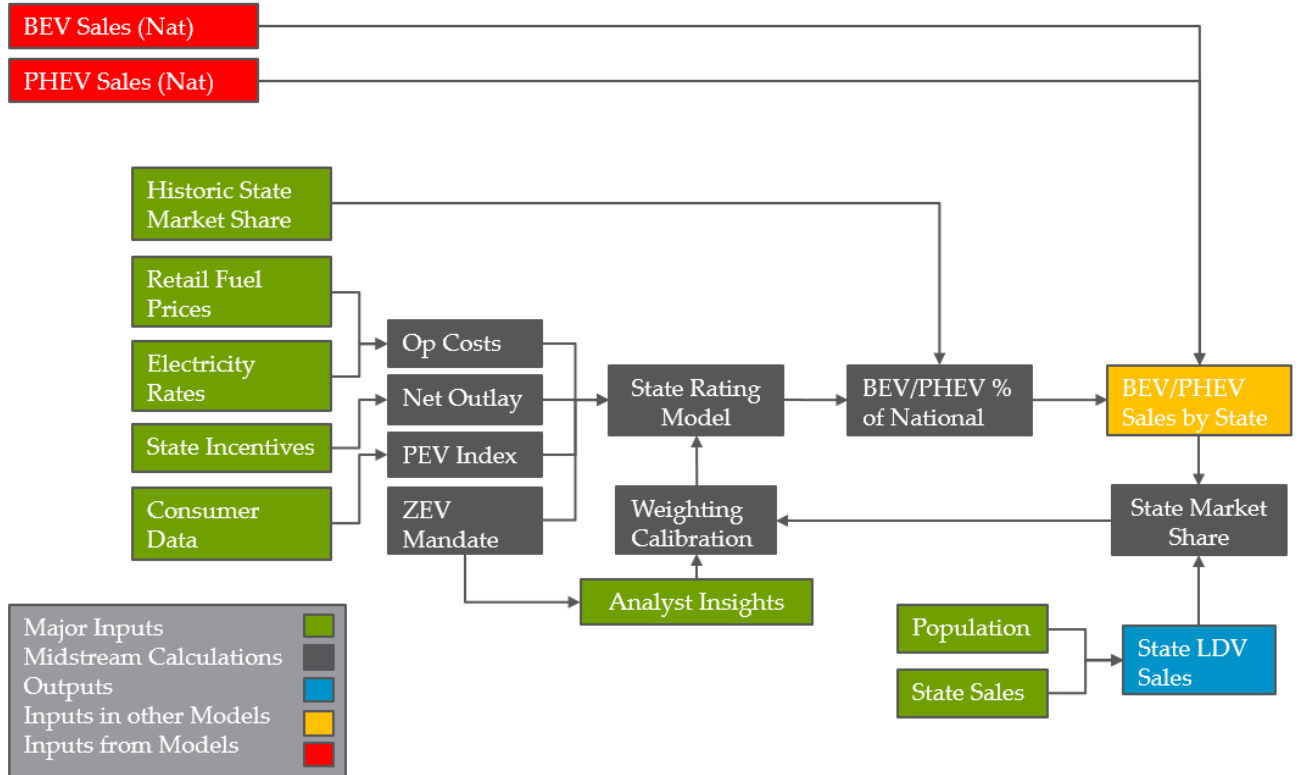 BEV Sales (Nat)
PHEV Sales (Nat)
Historic State
Market Share
Retail Fuel
Prices
Electricity
Rates
State Incentives
Consumer
Data
Op Costs
Net Outlay
PEV Index
ZEV
Mandate
State Rating
Model
Weighting
Calibration
Analyst Insights
BEV/PHEV %
of National
BEV/PHEV
Sales by State
State Market
Share
Population
State Sales
State LDV
Sales
Major Inputs
Midstream Calculations
Outputs
Inputs in other Models
Inputs from Models